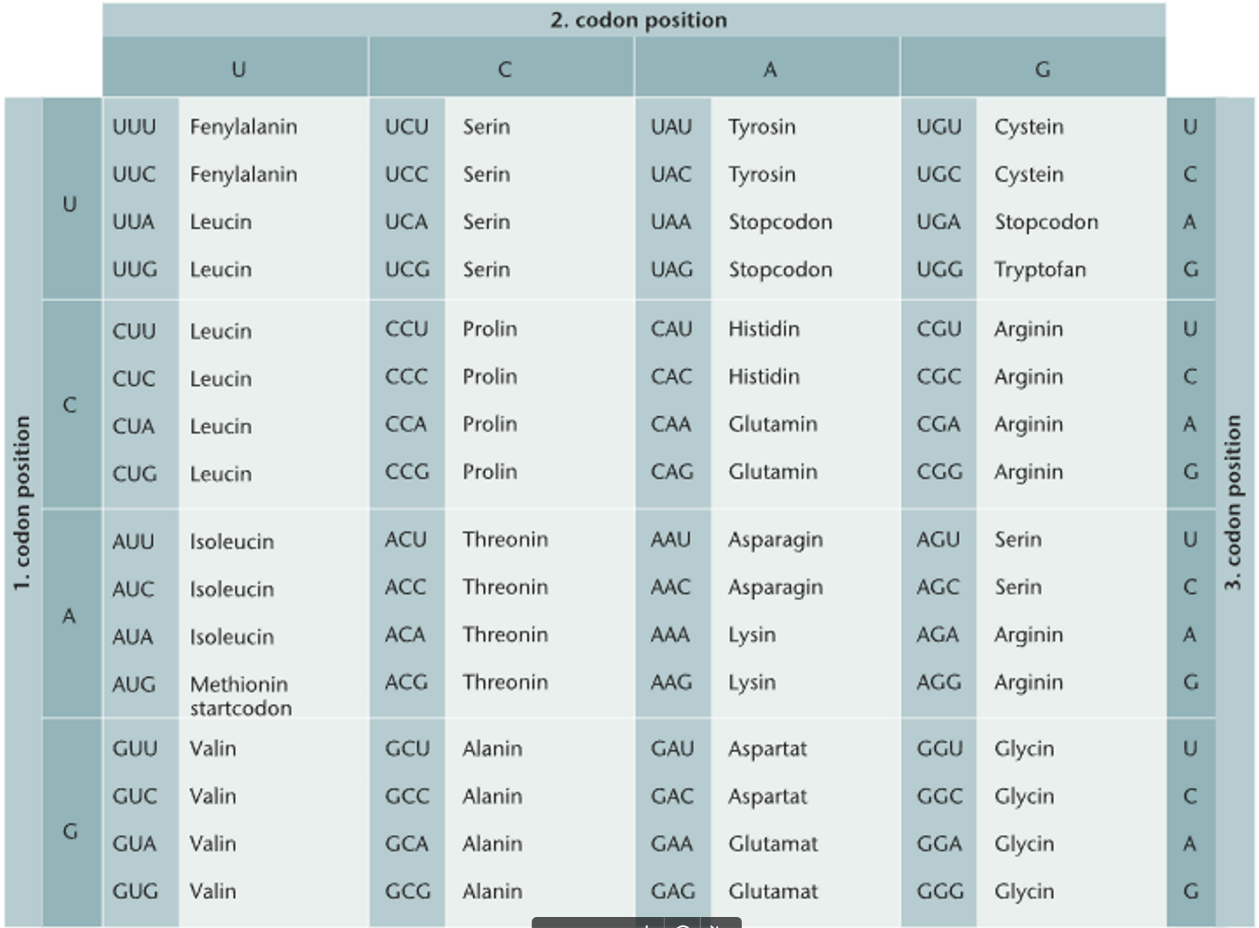 2. codon position
U C A G
UUU Fenylalanin UCU Serin UAU Tyrosin UGU Cystein U
UUC Fenylalanin UCC Serin UAC Tyrosin UGC Cystein C
U
UUA Leucin UCA Serin UAA Stopcodon UGA Stopcodon A
UUG Leucin UCG Serin UAG Stopcodon UGG Tryptofan G
CUU Leucin CCU Prolin CAU Histidin CGU Arginin U
CUC Leucin CCC Prolin CAC Histidin CGC Arginin C
C
CUA Leucin CCA Prolin CAA Glutamin CGA Arginin A
CUG Leucin CCG Prolin CAG Glutamin CGG Arginin G
1. codon position
3. codon position
AUU Isoleucin ACU Threonin AAU Asparagin AGU Serin U
AUC Isoleucin ACC Threonin AAC Asparagin AGC Serin C
A
AUA Isoleucin ACA Threonin AAA Lysin AGA Arginin A
AUG Methionin ACG Threonin AAG Lysin AGG Arginin G
startcodon
GUU Valin GCU Alanin GAU Aspartat GGU Glycin U
GUC Valin GCC Alanin GAC Aspartat GGC Glycin C
G
GUA Valin GCA Alanin GAA Glutamat GGA Glycin A
GUG Valin GCG Alanin GAG Glutamat GGG Glycin G